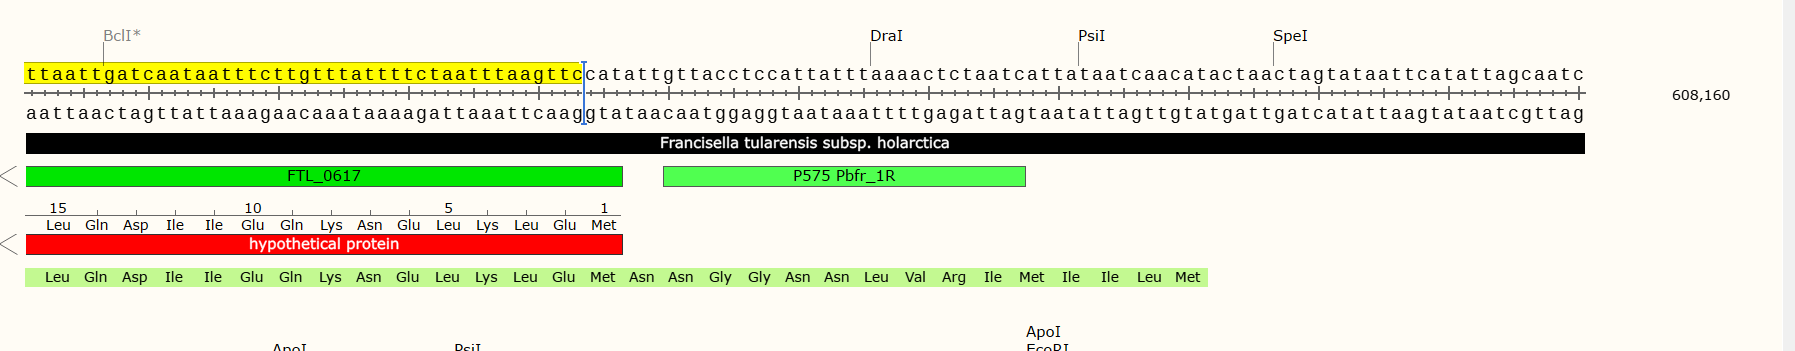 BclI*
DraI
PsiI
SpeI
ttaattgatcaataatttcttgtttattttctaatttaagttccatattgttacctccattatttaaaactctaatcattataatcaacatactaactagtataattcatattagcaatc
608,160
aattaactagttattaaagaacaaataaaagattaaattcaaggtataacaatggaggtaataaattttgagattagtaatattagttgtatgattgatcatattaagtataatcgttag
Francisella tularensis subsp. holarctica
FTL_0617
P575 Pbfr_1R
15 10 5 1
Leu Gln Asp Ile Ile Glu Gln Lys Asn Glu Leu Lys Leu Glu Met
hypothetical protein
Leu Gln Asp Ile Ile Glu Gln Lys Asn Glu Leu Lys Leu Glu Met Asn Asn Gly Gly Asn Asn Leu Val Arg Ile Met Ile Ile Leu Met
ApoI
ApoI
PsiI
EcoRI